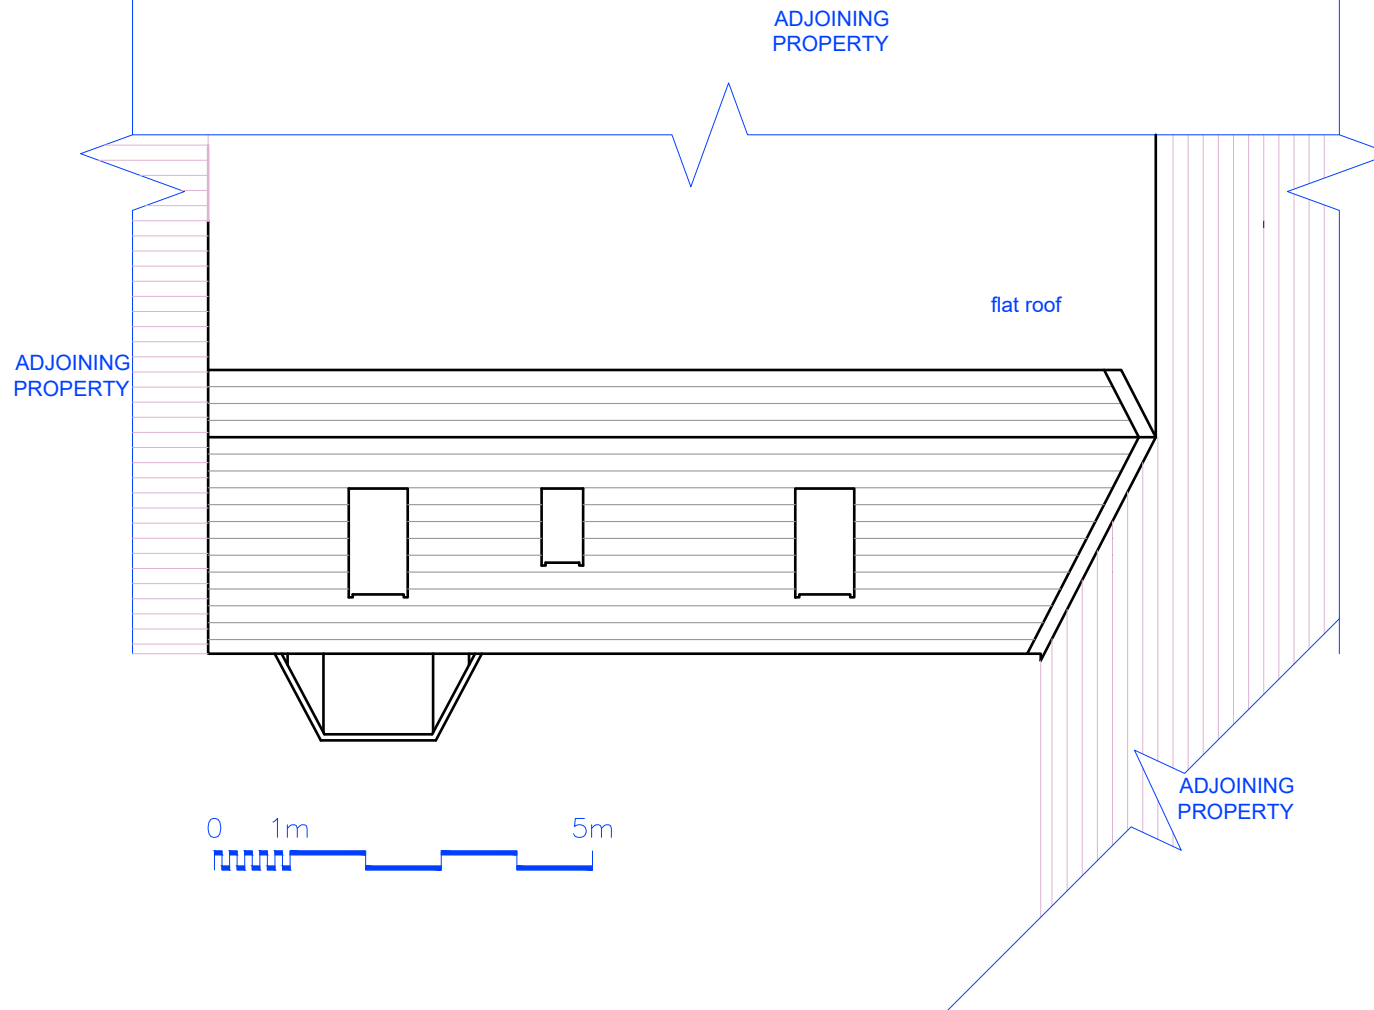 ADJOINING
PROPERTY
flat roof
ADJOINING
PROPERTY
ADJOINING
PROPERTY
0 1m 5m